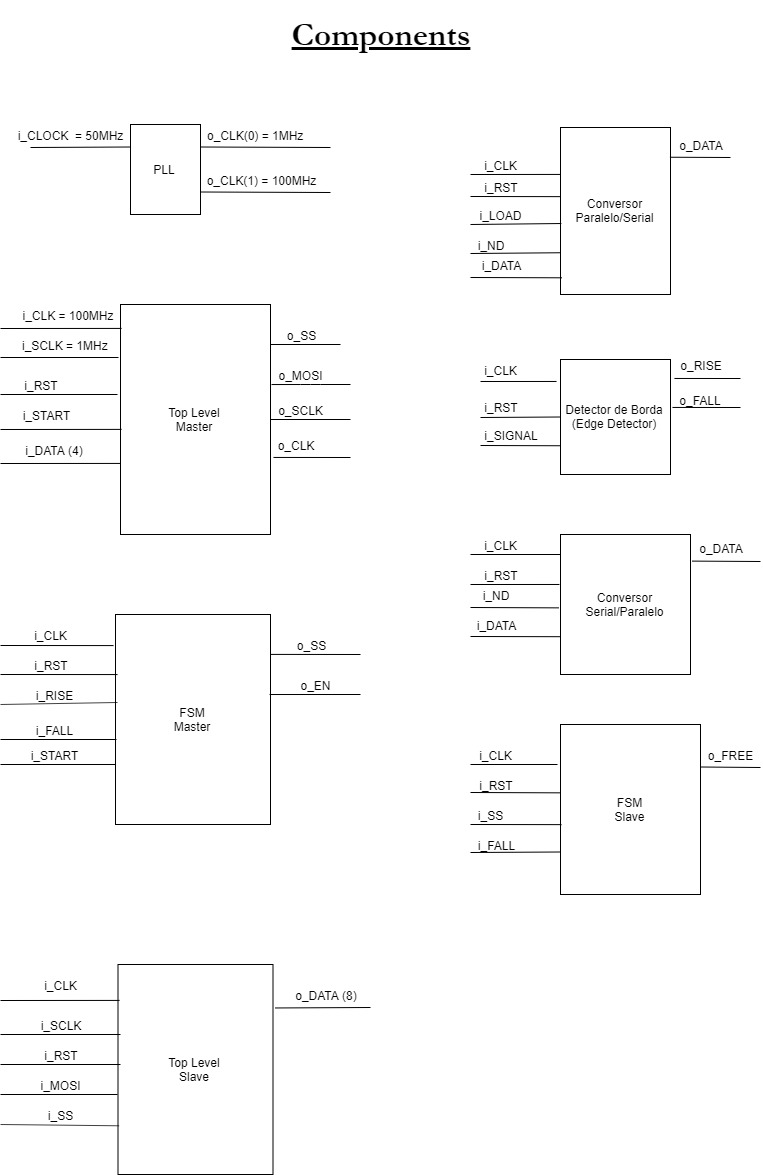 Components
i_CLOCK = 50MHz
PLL
o_CLK(0) = 1MHz
o_CLK(1) = 100MHz
i_CLK = 100MHz
i_SCLK = 1MHz
i_RST
i_START
i_DATA (4)
Top Level
Master
o_SS
o_MOSI
o_SCLK
o_CLK
i_CLK
i_RST
i_RISE
i_FALL
i_START
FSM
Master
o_SS
o_EN
i_CLK
i_SCLK
i_RST
i_MOSI
i_SS
Top Level
Slave
o_DATA (8)
i_CLK
i_RST
i_LOAD
i_ND
i_DATA
Conversor
Paralelo/Serial
o_DATA
i_CLK
i_RST
i_SIGNAL
Detector de Borda
(Edge Detector)
o_RISE
o_FALL
i_CLK
i_RST
i_ND
i_DATA
Conversor
Serial/Paralelo
o_DATA
i_CLK
i_RST
i_SS
i_FALL
FSM
Slave
o_FREE